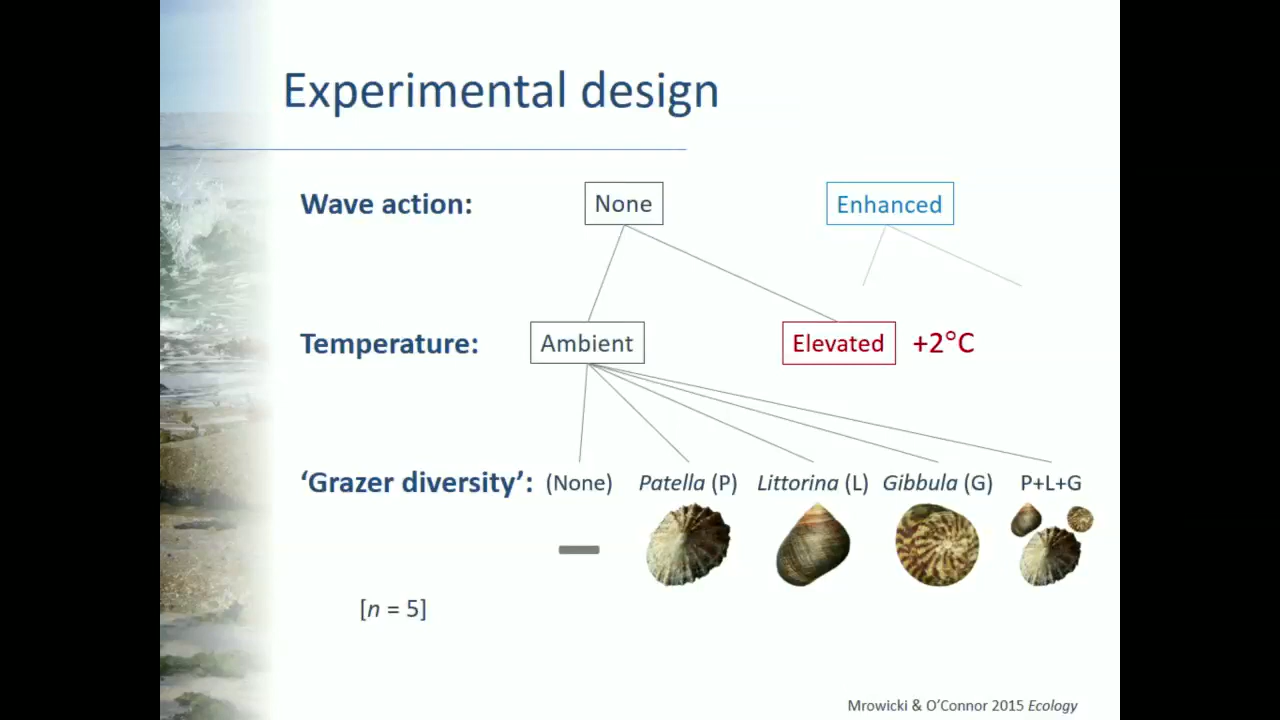 Experimental design
Wave action: None Enhanced
Temperature: Ambient Elevated +2°C
‘Grazer diversity’: (None) Patella (P) Littorina (L) Gibbula (G) P+L+G
[n = 5]
Mrowicki & O’Connor 2015 Ecology